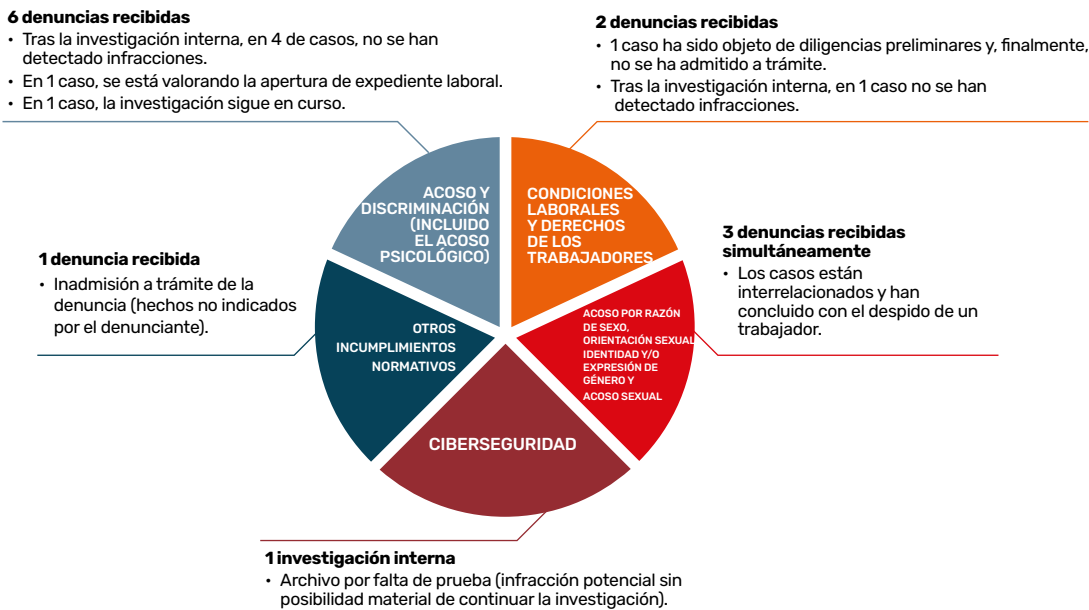 6 denuncias recibidas
• Tras la investigación interna, en 4 de casos, no se han
detectado infracciones.
• En 1 caso, se está valorando la apertura de expediente laboral.
• En 1 caso, la investigación sigue en curso.
2 denuncias recibidas
• 1 caso ha sido objeto de diligencias preliminares y, finalmente,
no se ha admitido a trámite.
• Tras la investigación interna, en 1 caso no se han
detectado infracciones.
ACOSO Y
DISCRIMINACIÓN
(INCLUIDO
EL ACOSO
PSICOLÓGICO)
CONDICIONES
LABORALES
Y DERECHOS
DE LOS
TRABAJADORES
1 denuncia recibida
• Inadmisión a trámite de la
denuncia (hechos no indicados
por el denunciante).
3 denuncias recibidas
simultáneamente
• Los casos están
interrelacionados y han
concluido con el despido de un
trabajador.
OTROS
INCUMPLIMIENTOS
NORMATIVOS
ACOSO POR RAZÓN
DE SEXO,
ORIENTACIÓN SEXUAL
IDENTIDAD Y/O
EXPRESIÓN DE
GÉNERO Y
ACOSO SEXUAL
CIBERSEGURIDAD
1 investigación interna
• Archivo por falta de prueba (infracción potencial sin
posibilidad material de continuar la investigación).